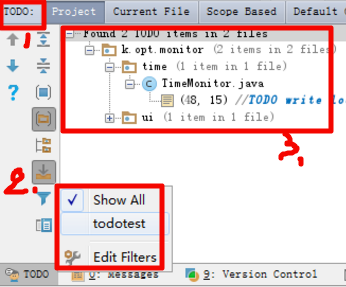 TODO: Project Current File Scope Based Default
Found 2 TODO items in 2 files
1
k.opt.monitor (2 items in 2 files)
time (1 item in 1 file)
TimeMonitor.java
(48, 15) //TODO write
ui (1 item in 1 file)
3.
2.
Show All
todotest
Edit Filters
TODO 0: Messages 9: Version Control